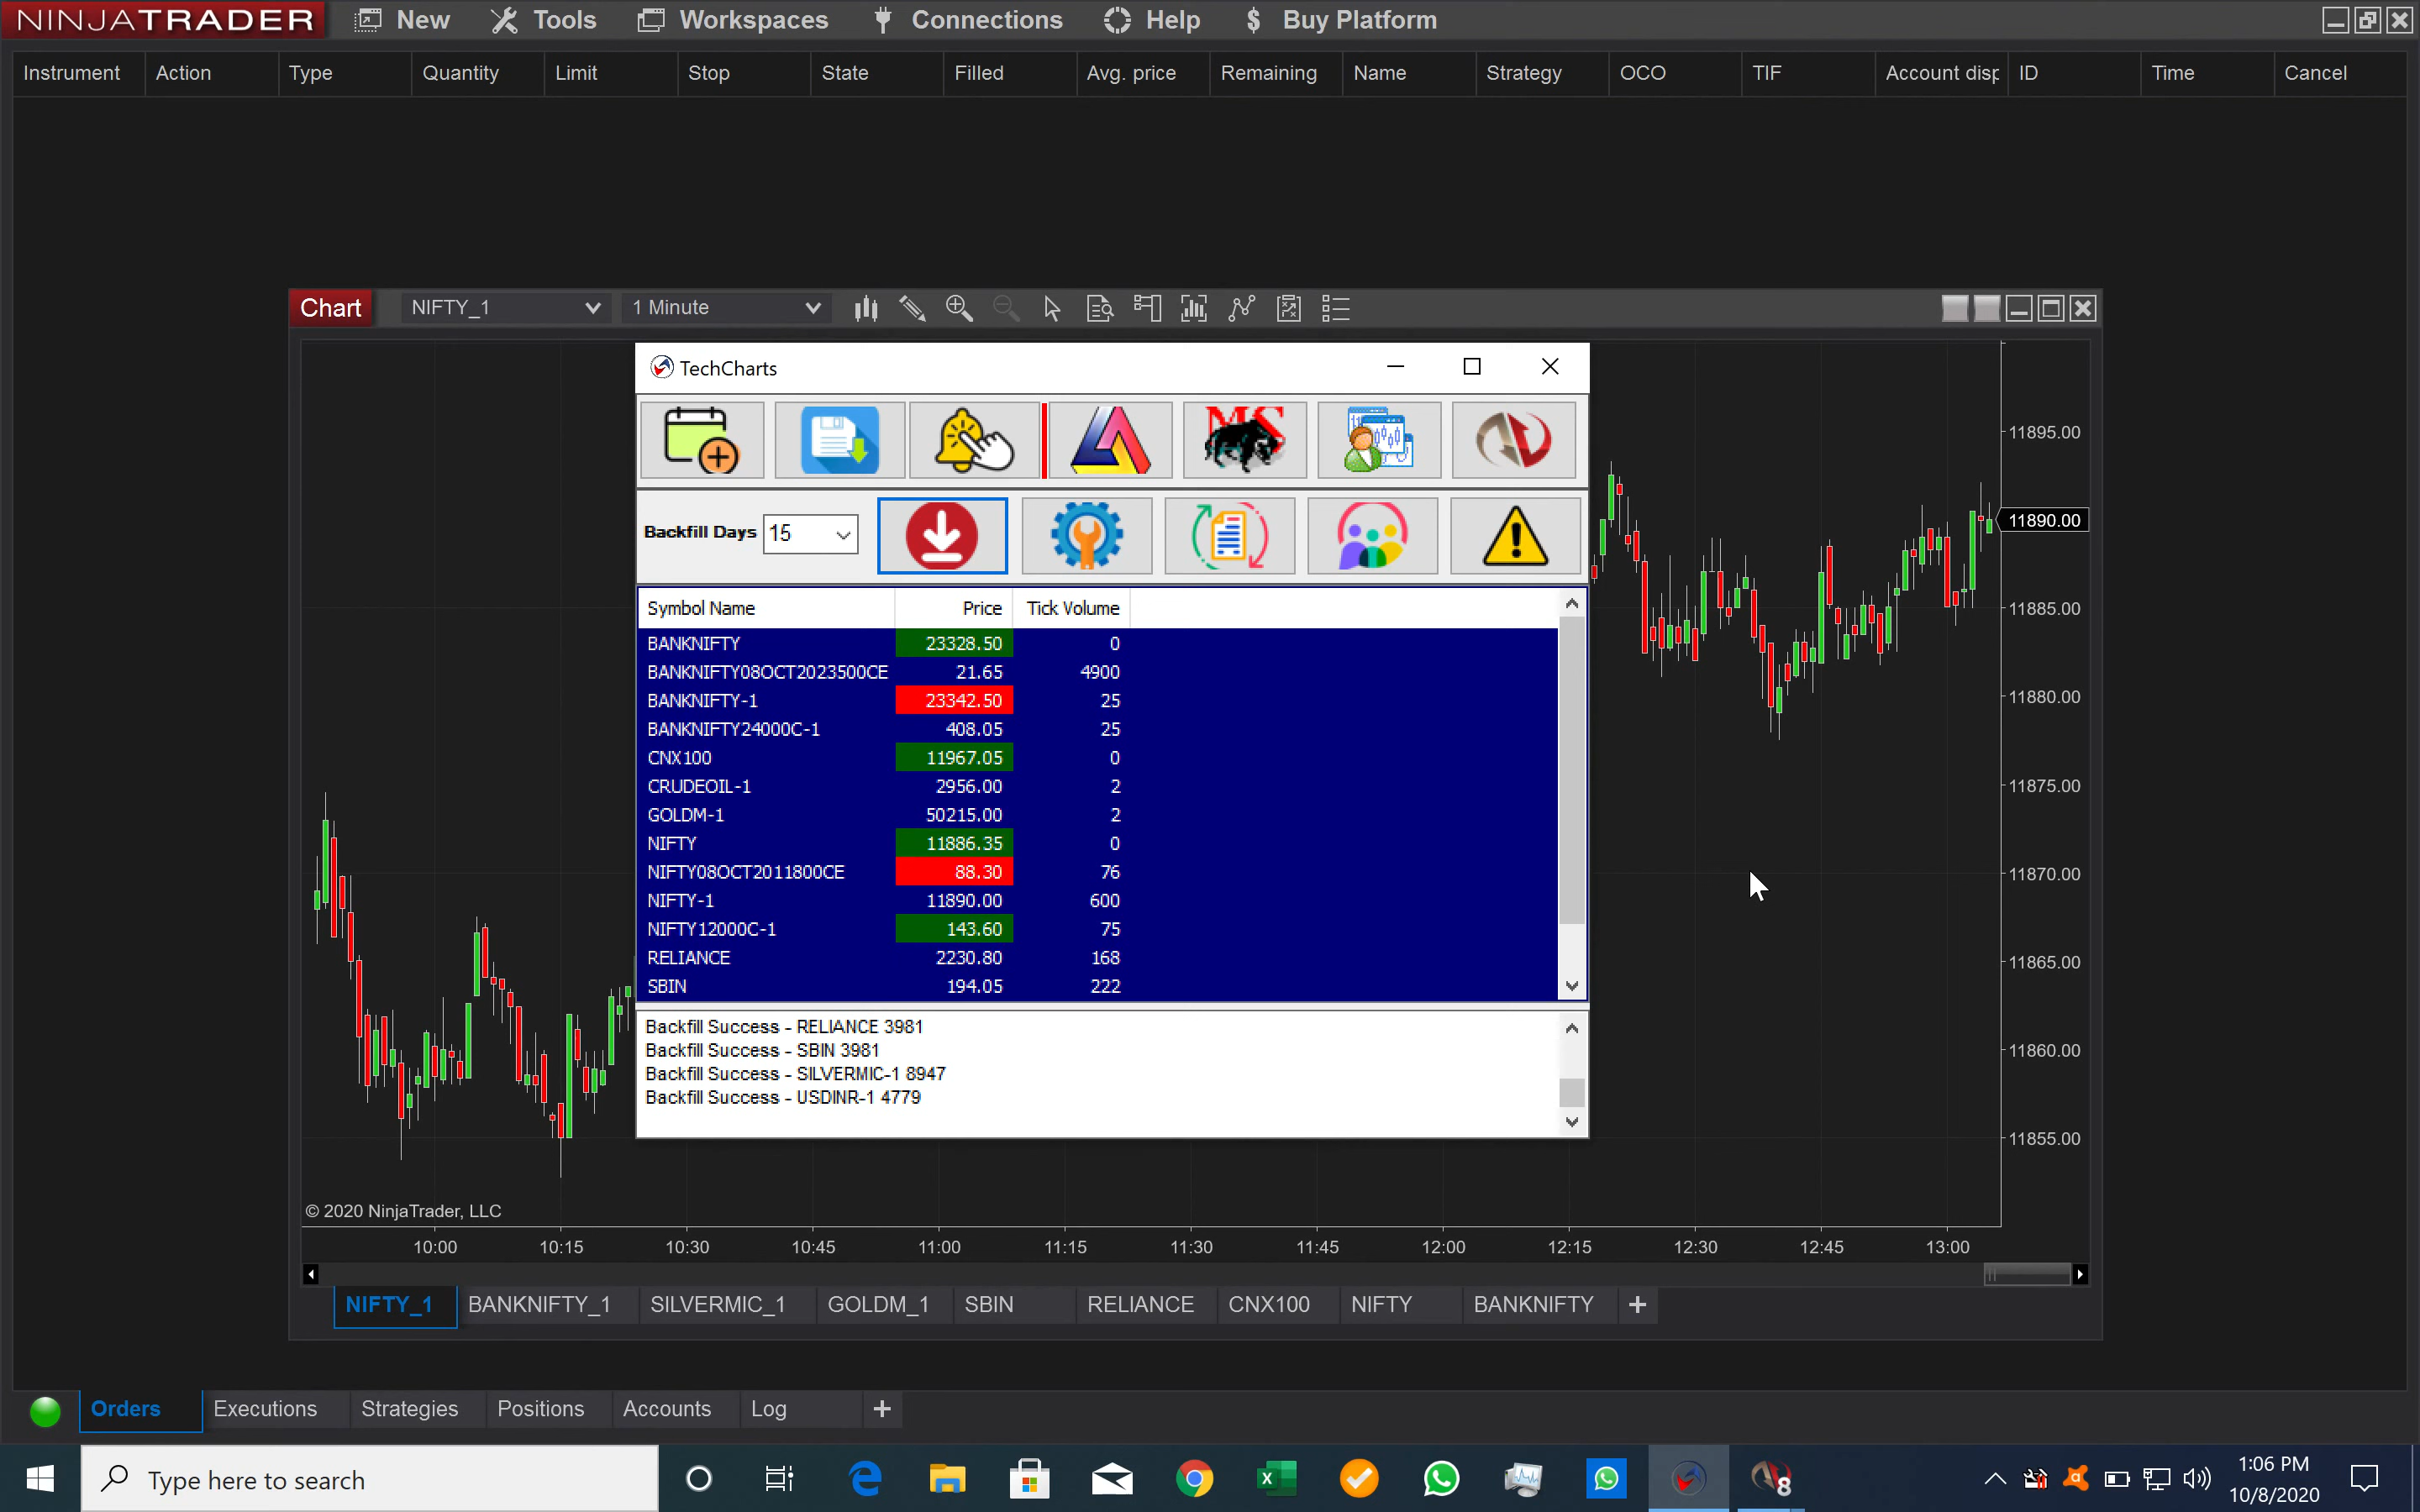 NINJATRADER New Tools Workspaces Connections Help $ Buy Platform
Instrument Action Type Quantity Limit Stop State Filled Avg. price Remaining Name Strategy OCO TIF Account disp ID Time Cancel
Chart NIFTY_1 1 Minute
TechCharts
MS
Backfill Days 15
Symbol Name Price Tick Volume
BANKNIFTY 23328.50 0
BANKNIFTY08OCT2023500CE 21.65 4900
BANKNIFTY-1 23342.50 25
BANKNIFTY24000C-1 408.05 25
CNX100 11967.05 0
CRUDEOIL-1 2956.00 2
GOLDM-1 50215.00 2
NIFTY 11886.35 0
NIFTY08OCT2011800CE 88.30 76
NIFTY-1 11890.00 600
NIFTY12000C-1 143.60 75
RELIANCE 2230.80 168
SBIN 194.05 222
Backfill Success - RELIANCE 3981
Backfill Success - SBIN 3981
Backfill Success - SILVERMIC-1 8947
Backfill Success - USDINR-1 4779
11895.00
11890.00
11885.00
11880.00
11875.00
11870.00
11865.00
11860.00
11855.00
© 2020 NinjaTrader, LLC
10:00 10:15 10:30 10:45 11:00 11:15 11:30 11:45 12:00 12:15 12:30 12:45 13:00
NIFTY_1 BANKNIFTY_1 SILVERMIC_1 GOLDM_1 SBIN RELIANCE CNX100 NIFTY BANKNIFTY +
Orders Executions Strategies Positions Accounts Log +
Type here to search
8
1:06 PM
10/8/2020